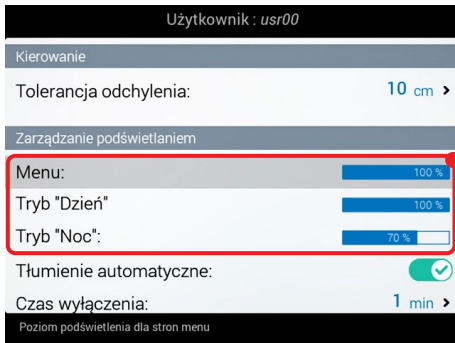 Użytkownik : usr00
Kierowanie
Tolerancja odchylenia: 10 cm >
Zarządzanie podświetlaniem
Menu: 100 %
Tryb "Dzień" 100 %
Tryb "Noc": 70 %
Tłumienie automatyczne:
Czas wyłączenia: 1 min >
Poziom podświetlenia dla stron menu